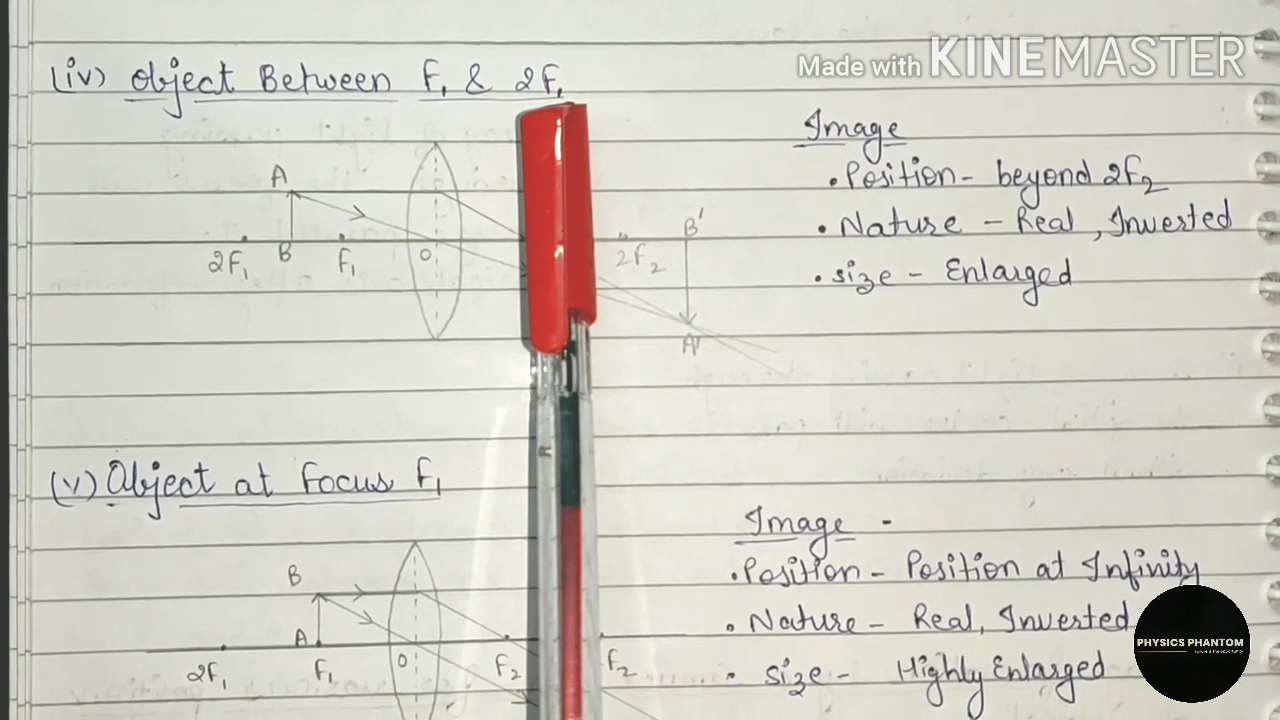 Made with KINEMASTER
(iv) Object Between F₁ & 2F₁
Image
• Position - beyond 2F₂
• Nature - Real, Inverted
• Size - Enlarged
A
2F₁ B F₁ O 2F₂ B'
A'
(v) Object at Focus F₁
Image -
• Position - Position at Infinity
• Nature - Real, Inverted
• Size - Highly Enlarged
B
A
2F₁ F₁ O F₂ F₂
PHYSICS PHANTOM